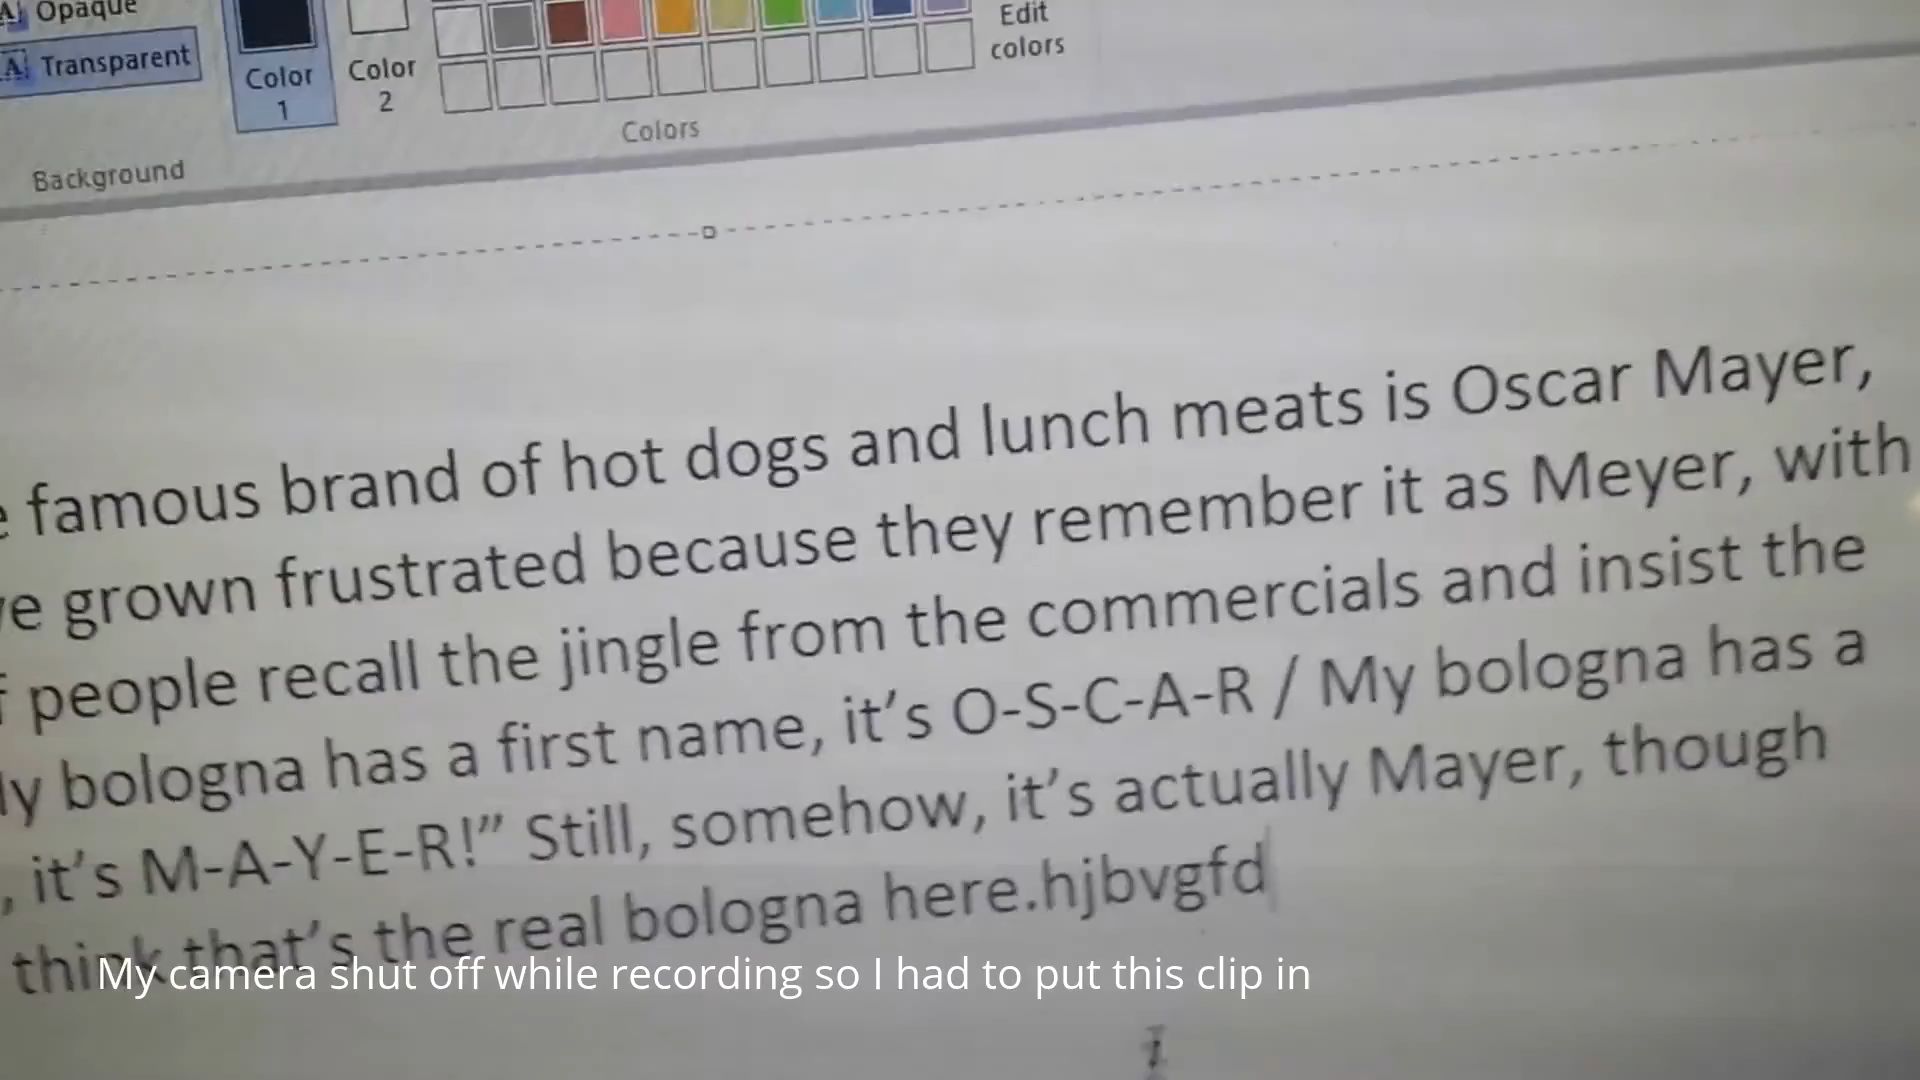 Opaque
Transparent
Background
Color
1
Color
2
Edit
colors
Colors
famous brand of hot dogs and lunch meats is Oscar Mayer,
grown frustrated because they remember it as Meyer, with
people recall the jingle from the commercials and insist the
bologna has a first name, it’s O-S-C-A-R / My bologna has a
, it’s M-A-Y-E-R!” Still, somehow, it’s actually Mayer, though
think that’s the real bologna here.hjbvgfd
My camera shut off while recording so I had to put this clip in